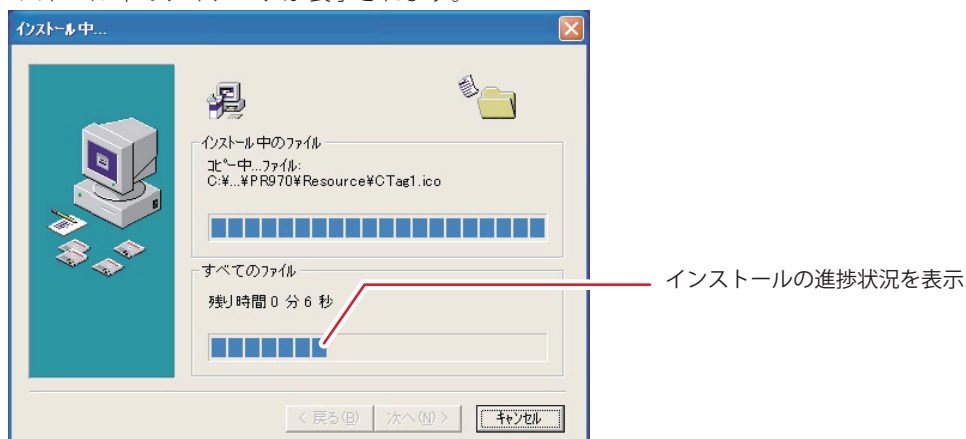 インストール中...
インストール中のファイル
コピー中...ファイル:
C:¥...¥PR970¥Resource¥CTag1.ico
すべてのファイル
残り時間 0 分 6 秒
インストールの進捗状況を表示
< 戻る(B)
次へ(N) >
キャンセル